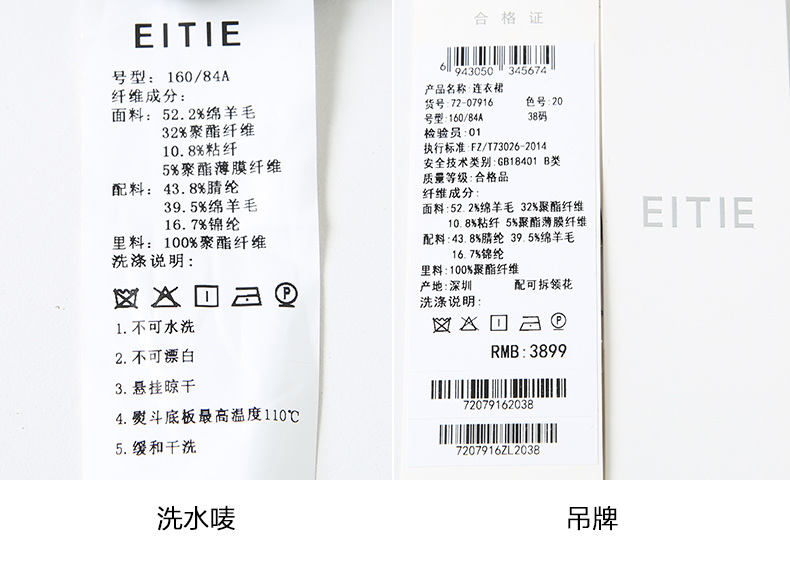 EITIE
号型: 160/84A
纤维成分:
面料: 52.2%绵羊毛
32%聚酯纤维
10.8%粘纤
5%聚酯薄膜纤维
配料: 43.8%腈纶
39.5%绵羊毛
16.7%锦纶
里料: 100%聚酯纤维
洗涤说明:
P
1.不可水洗
2.不可漂白
3.悬挂晾干
4.熨斗底板最高温度110℃
5.缓和干洗
洗水唛
合格证
6 943050 345674
产品名称:连衣裙
货号:72-07916 色号:20
号型:160/84A 38码
检验员:01
执行标准:FZ/T73026-2014
安全技术类别:GB18401 B类
质量等级:合格品
纤维成分:
面料:52.2%绵羊毛 32%聚酯纤维
10.8%粘纤 5%聚酯薄膜纤维
配料:43.8%腈纶 39.5%绵羊毛
16.7%锦纶
里料:100%聚酯纤维
产地:深圳 配可拆领花
洗涤说明:
P
RMB:3899
72079162038
7207916ZL2038
EITIE
吊牌